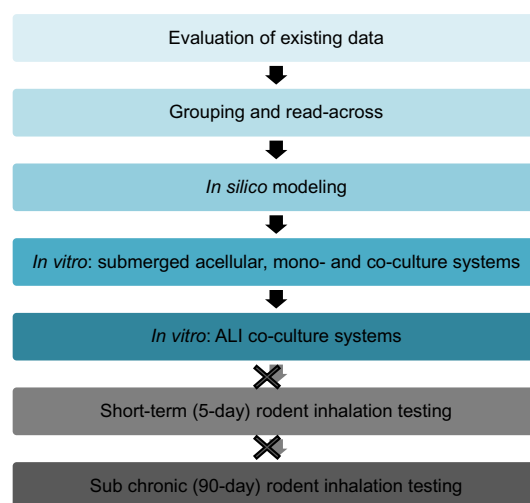 Evaluation of existing data
Grouping and read-across
In silico modeling
In vitro: submerged acellular, mono- and co-culture systems
In vitro: ALI co-culture systems
Short-term (5-day) rodent inhalation testing
Sub chronic (90-day) rodent inhalation testing